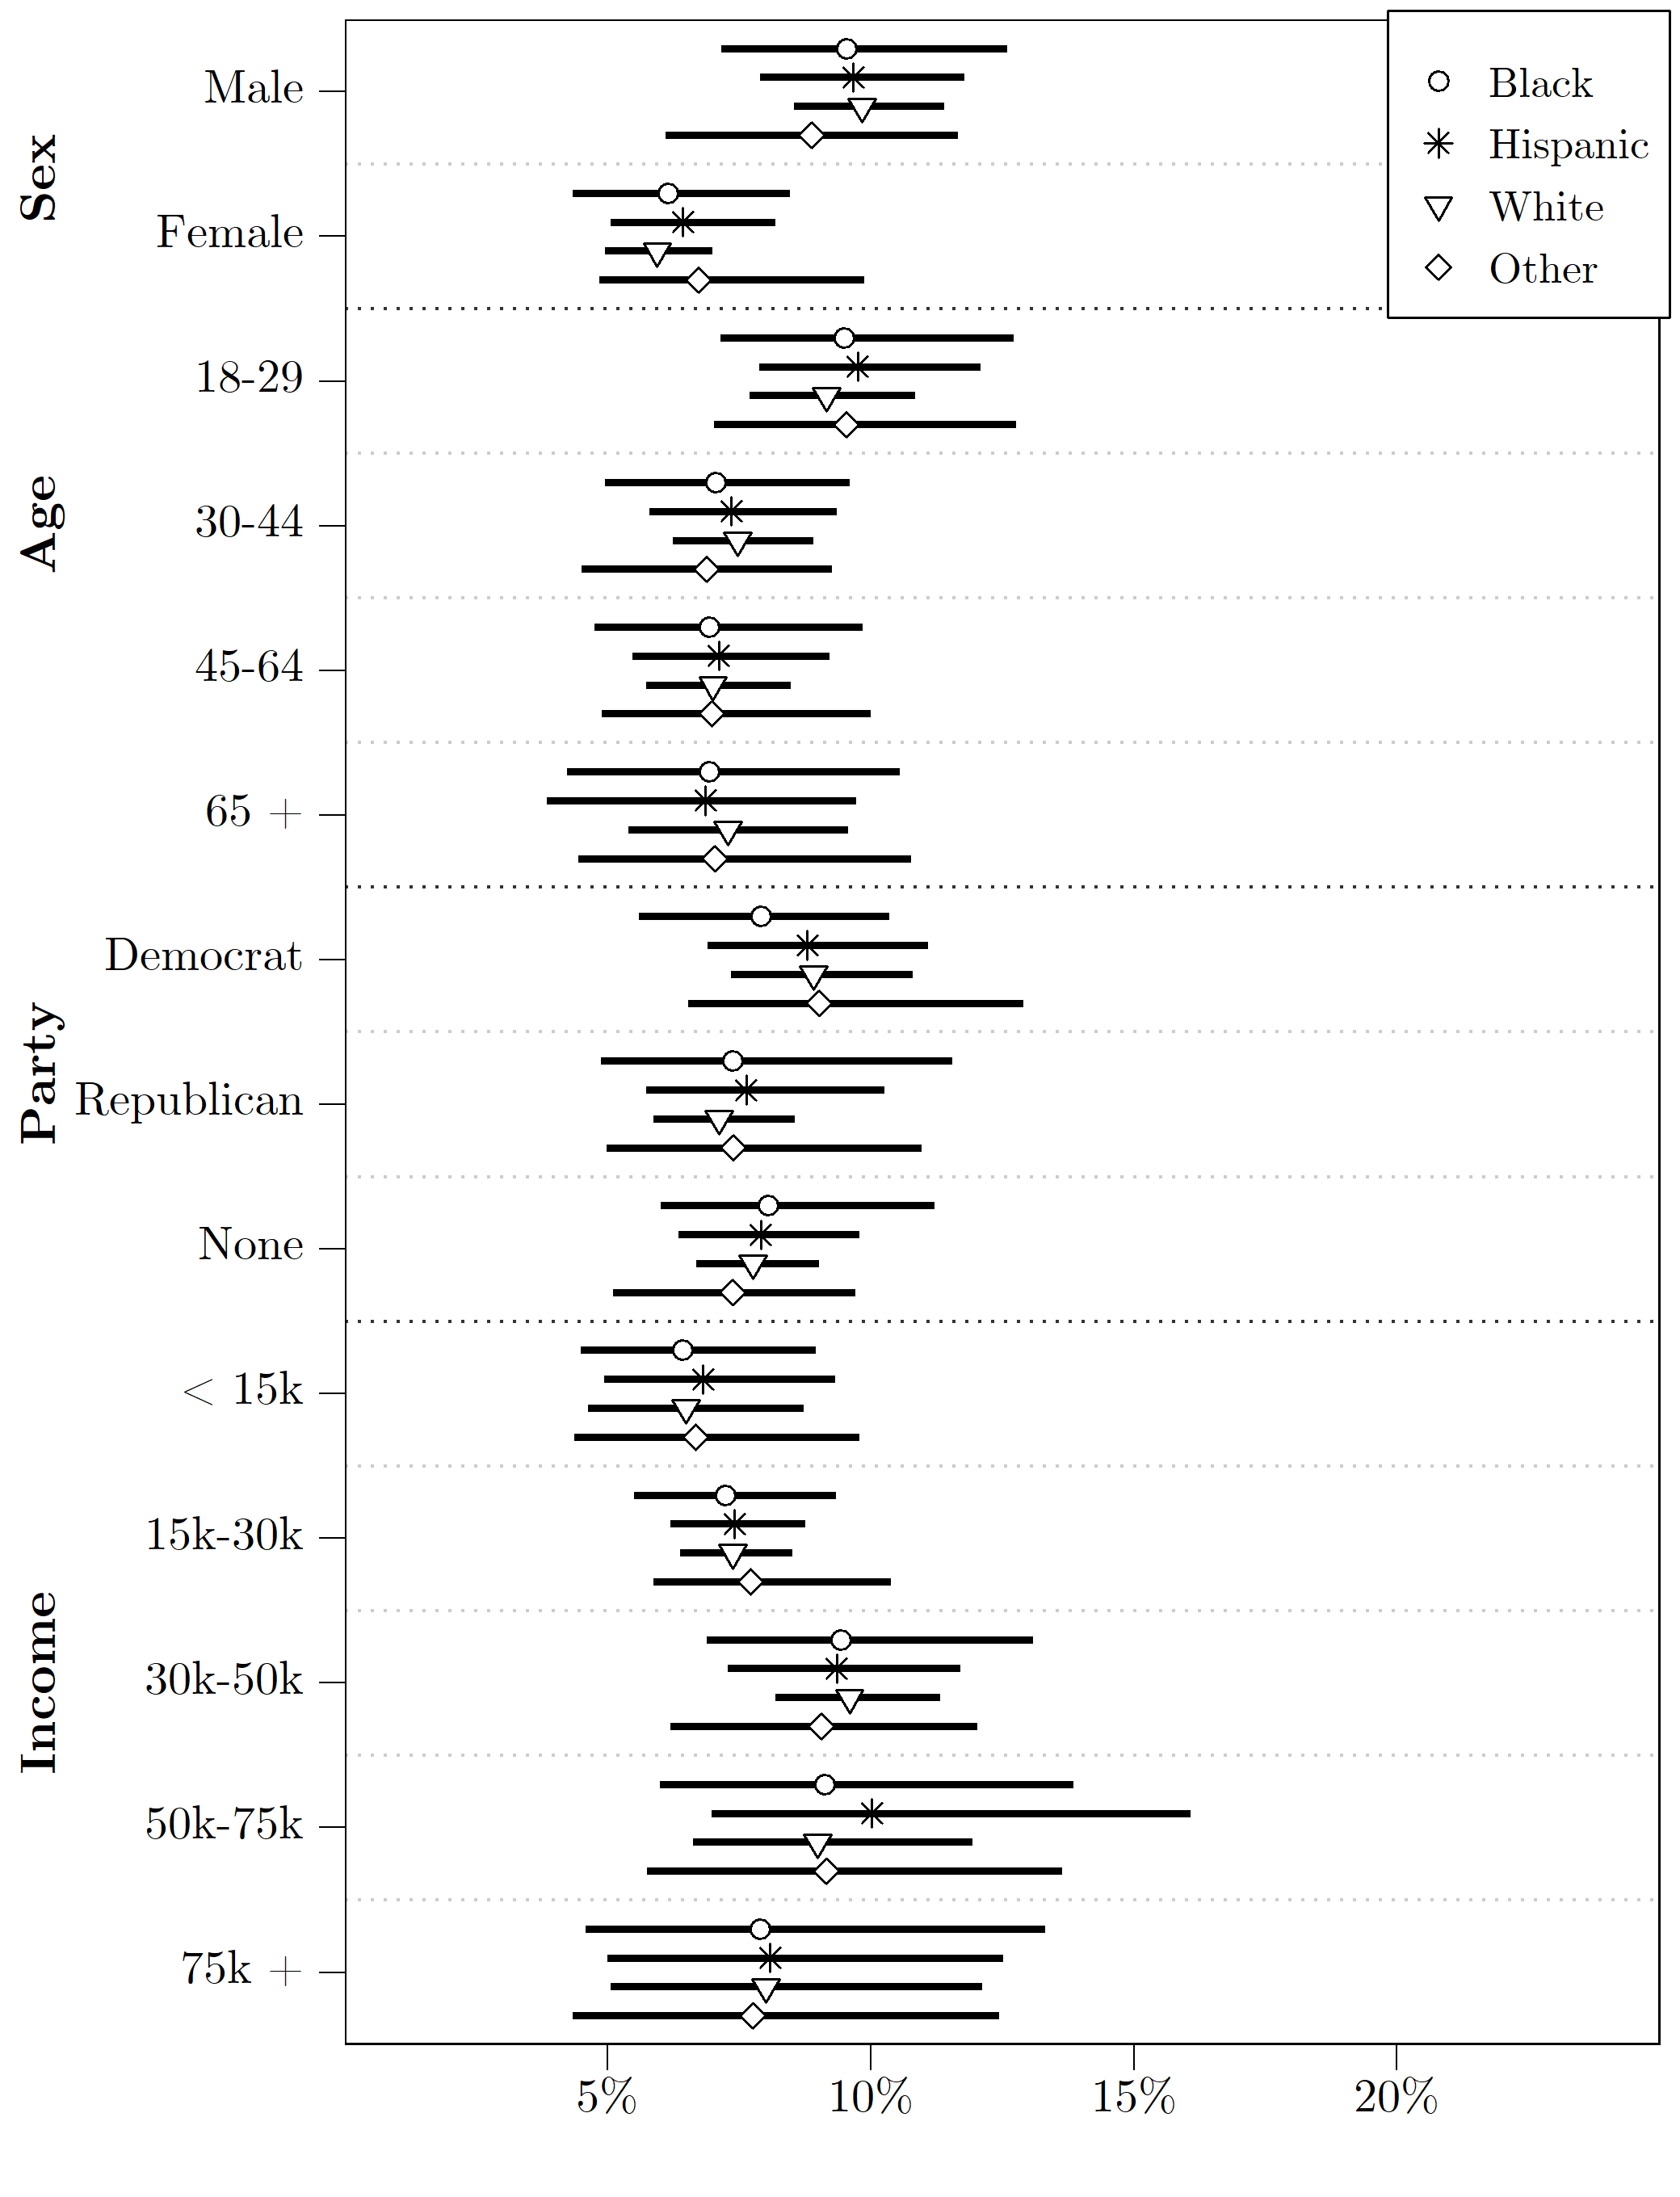 Sex
Male
Female
Age
18-29
30-44
45-64
65 +
Party
Democrat
Republican
None
Income
< 15k
15k-30k
30k-50k
50k-75k
75k +
5% 10% 15% 20%
Black
Hispanic
White
Other